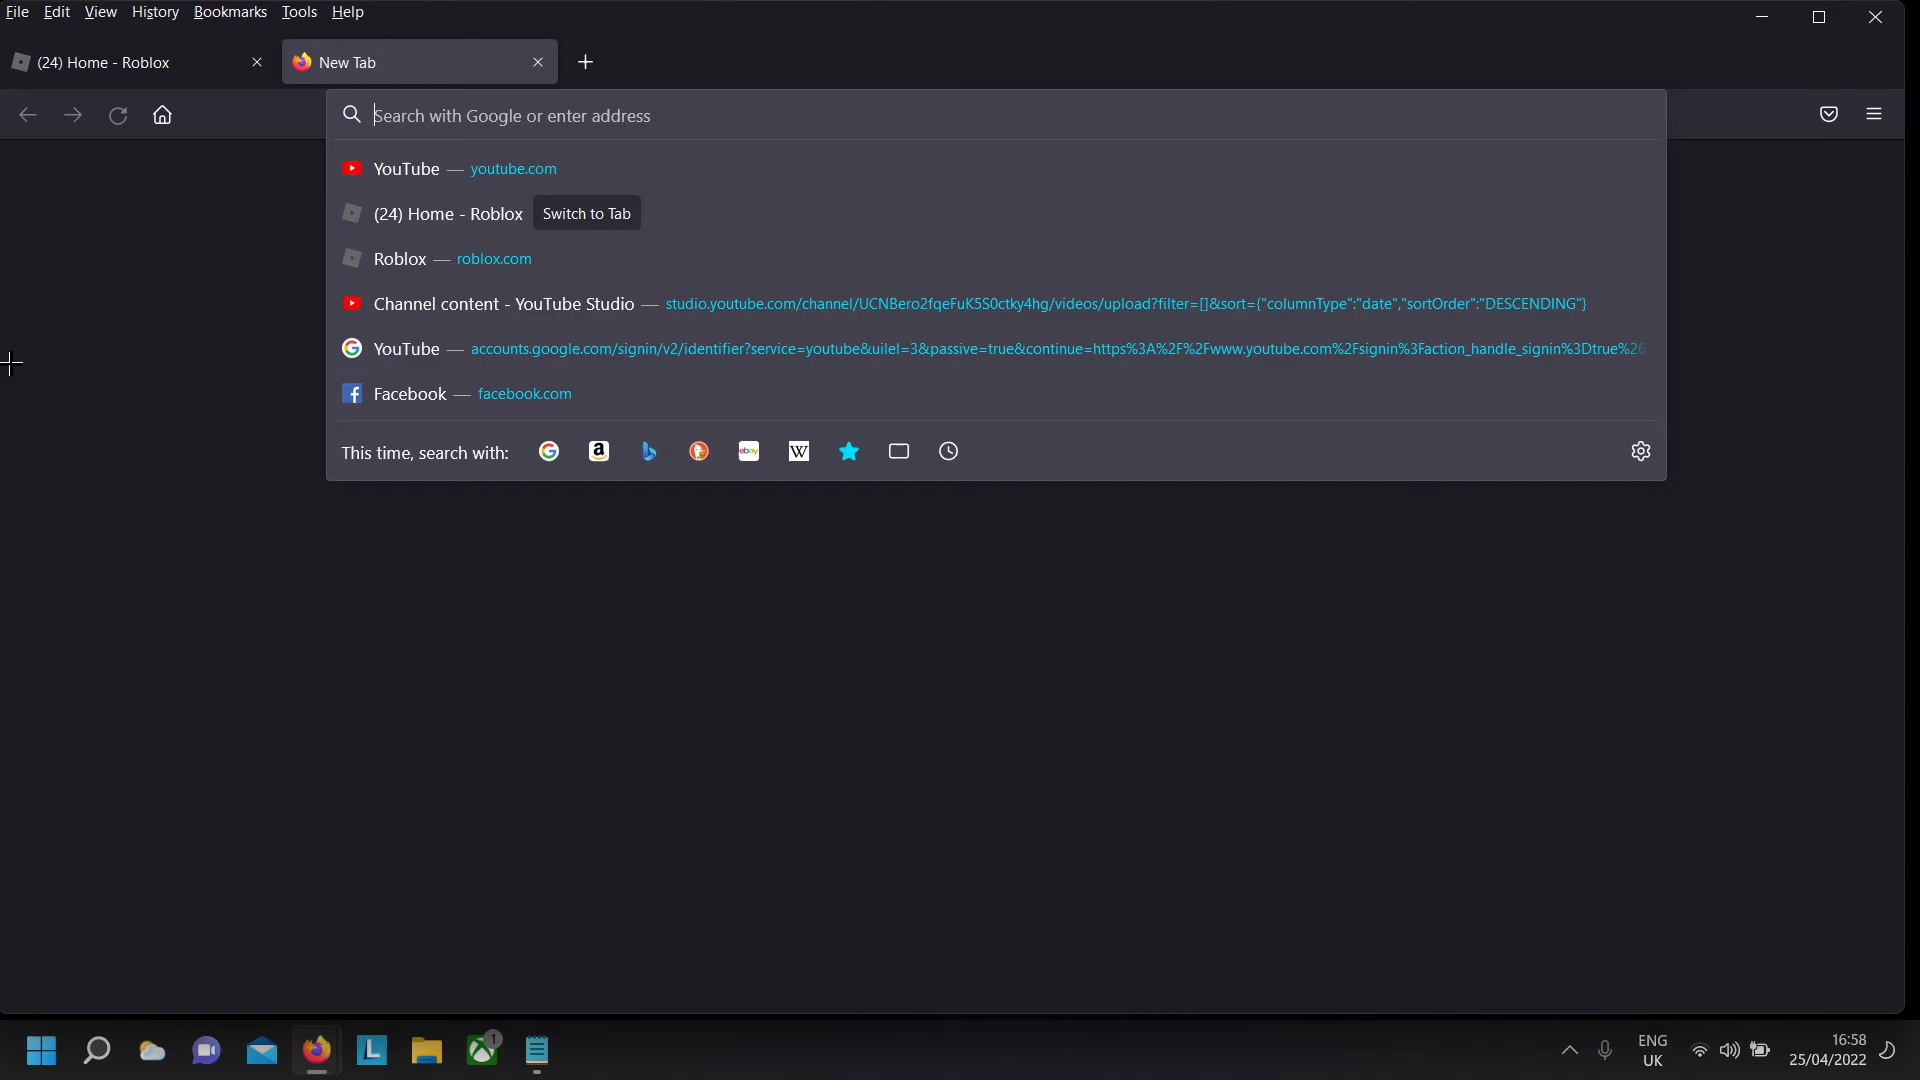 File Edit View History Bookmarks Tools Help
(24) Home - Roblox
New Tab
Search with Google or enter address
YouTube — youtube.com
(24) Home - Roblox Switch to Tab
Roblox — roblox.com
Channel content - YouTube Studio — studio.youtube.com/channel/UCNBero2fqeFuK5S0ctky4hg/videos/upload?filter=[]&sort={"columnType":"date","sortOrder":"DESCENDING"}
YouTube — accounts.google.com/signin/v2/identifier?service=youtube&uilel=3&passive=true&continue=https%3A%2F%2Fwww.youtube.com%2Fsignin%3Faction_handle_signin%3Dtrue%26
Facebook — facebook.com
This time, search with:
ENG
UK
16:58
25/04/2022
1